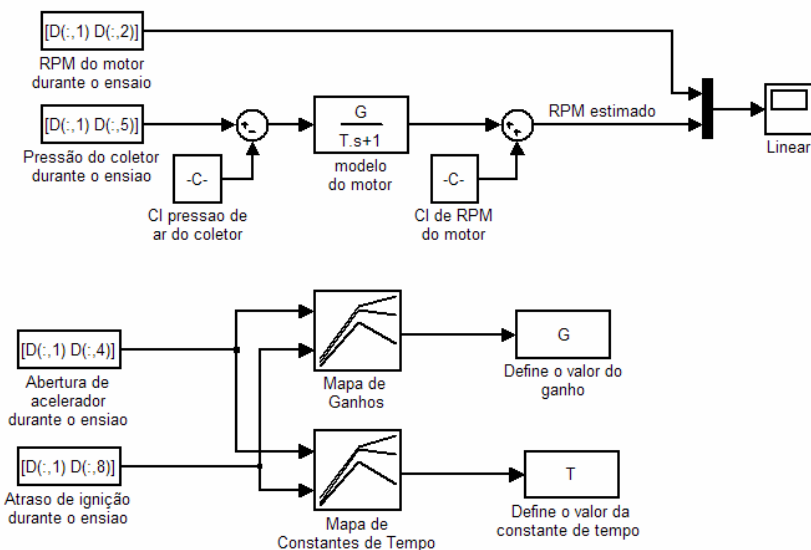 [D(:,1) D(:,2)]
RPM do motor
durante o ensaio
[D(:,1) D(:,5)]
Pressão do coletor
durante o ensiao
-C-
CI pressao de
ar do coletor
G
T.s+1
modelo
do motor
-C-
CI de RPM
do motor
RPM estimado
Linear
[D(:,1) D(:,4)]
Abertura de
acelerador
durante o ensiao
[D(:,1) D(:,8)]
Atraso de ignição
durante o ensiao
Mapa de
Ganhos
G
Define o valor do
ganho
Mapa de
Constantes de Tempo
T
Define o valor da
constante de tempo